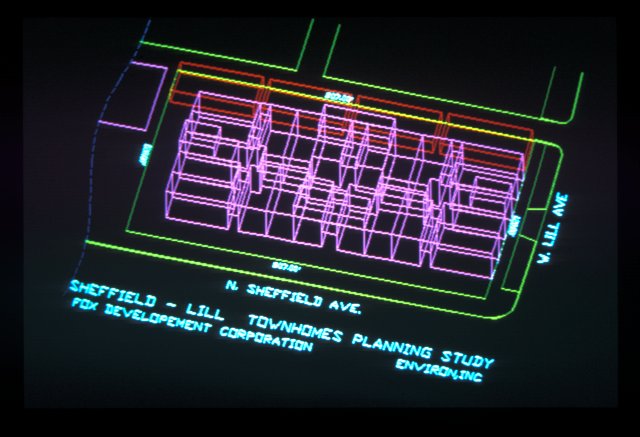 W. LILL AVE
N. SHEFFIELD AVE.
SHEFFIELD - LILL TOWNHOMES PLANNING STUDY
FOX DEVELOPEMENT CORPORATION
ENVIRON,INC